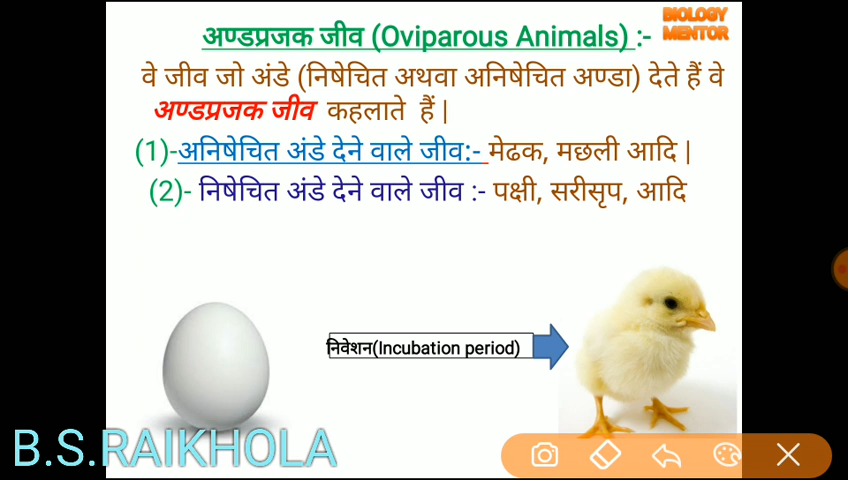 अण्डप्रजक जीव (Oviparous Animals) :-
BIOLOGY
MENTOR
वे जीव जो अंडे (निषेचित अथवा अनिषेचित अण्डा) देते हैं वे
अण्डप्रजक जीव कहलाते हैं |
(1)-अनिषेचित अंडे देने वाले जीव:- मेढक, मछली आदि |
(2)- निषेचित अंडे देने वाले जीव :- पक्षी, सरीसृप, आदि
निवेशन(Incubation period)
B.S.RAIKHOLA